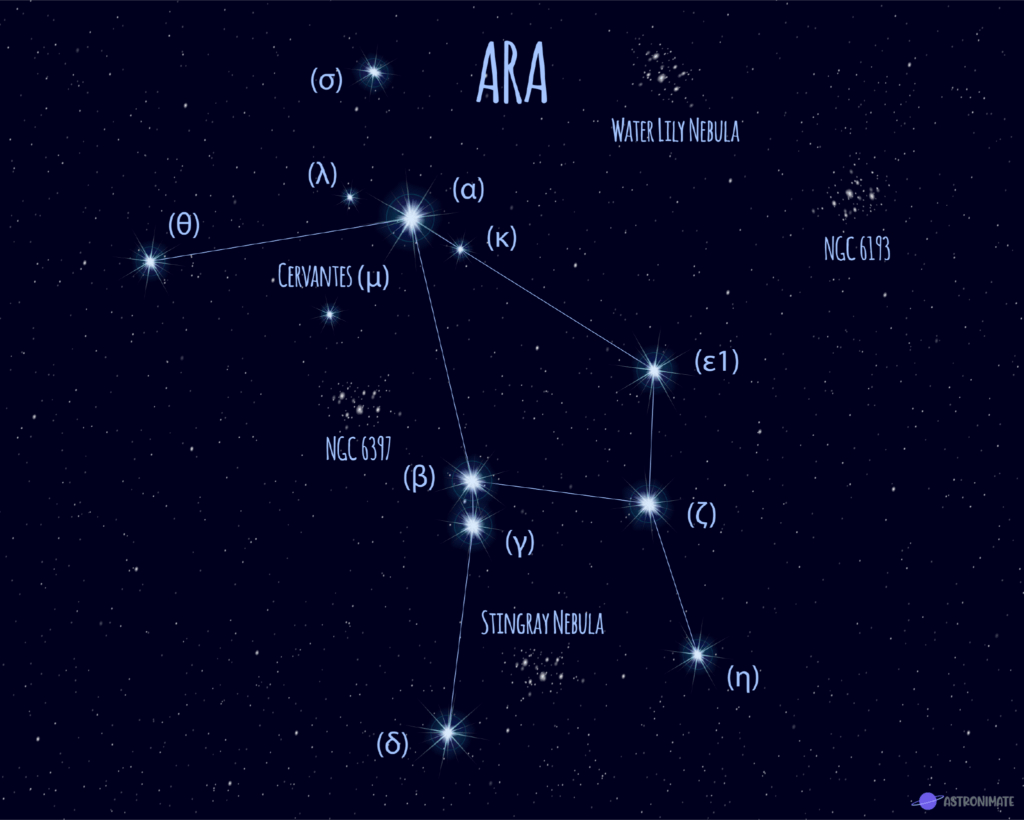 ARA
(σ)
WATER LILY NEBULA
(λ)
(α)
(θ)
(κ)
NGC 6193
CERVANTES (μ)
(ε1)
NGC 6397
(β)
(ζ)
(γ)
STINGRAY NEBULA
(η)
(δ)
ASTRONIMATE